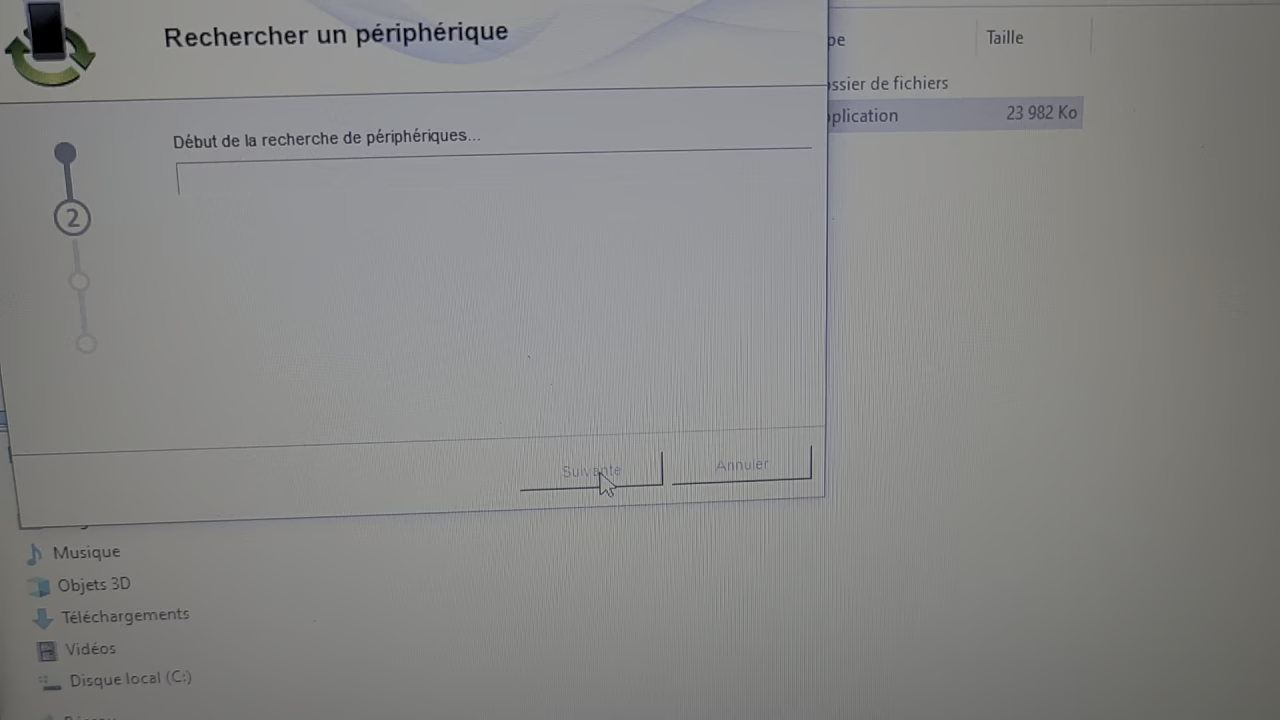 Rechercher un périphérique
Taille
Début de la recherche de périphériques...
ssier de fichiers
plication
23 982 Ko
2
Suivante
Annuler
Musique
Objets 3D
Téléchargements
Vidéos
Disque local (C:)